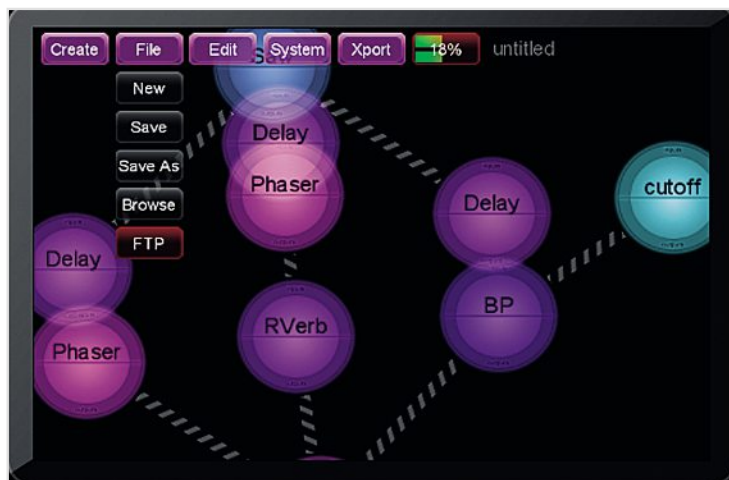 Create File Edit System Xport 18% untitled
Saw
New
Save
Save As
Browse
FTP
Delay
Phaser
Delay
cutoff
Delay
Phaser
RVerb
BP